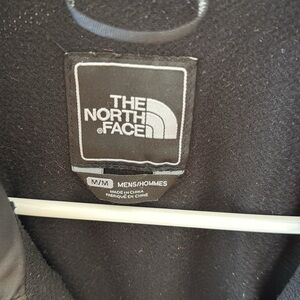 THE
NORTH
FACE
®
M/M MENS/HOMMES
MADE IN CHINA
FABRIQUÉ EN CHINE